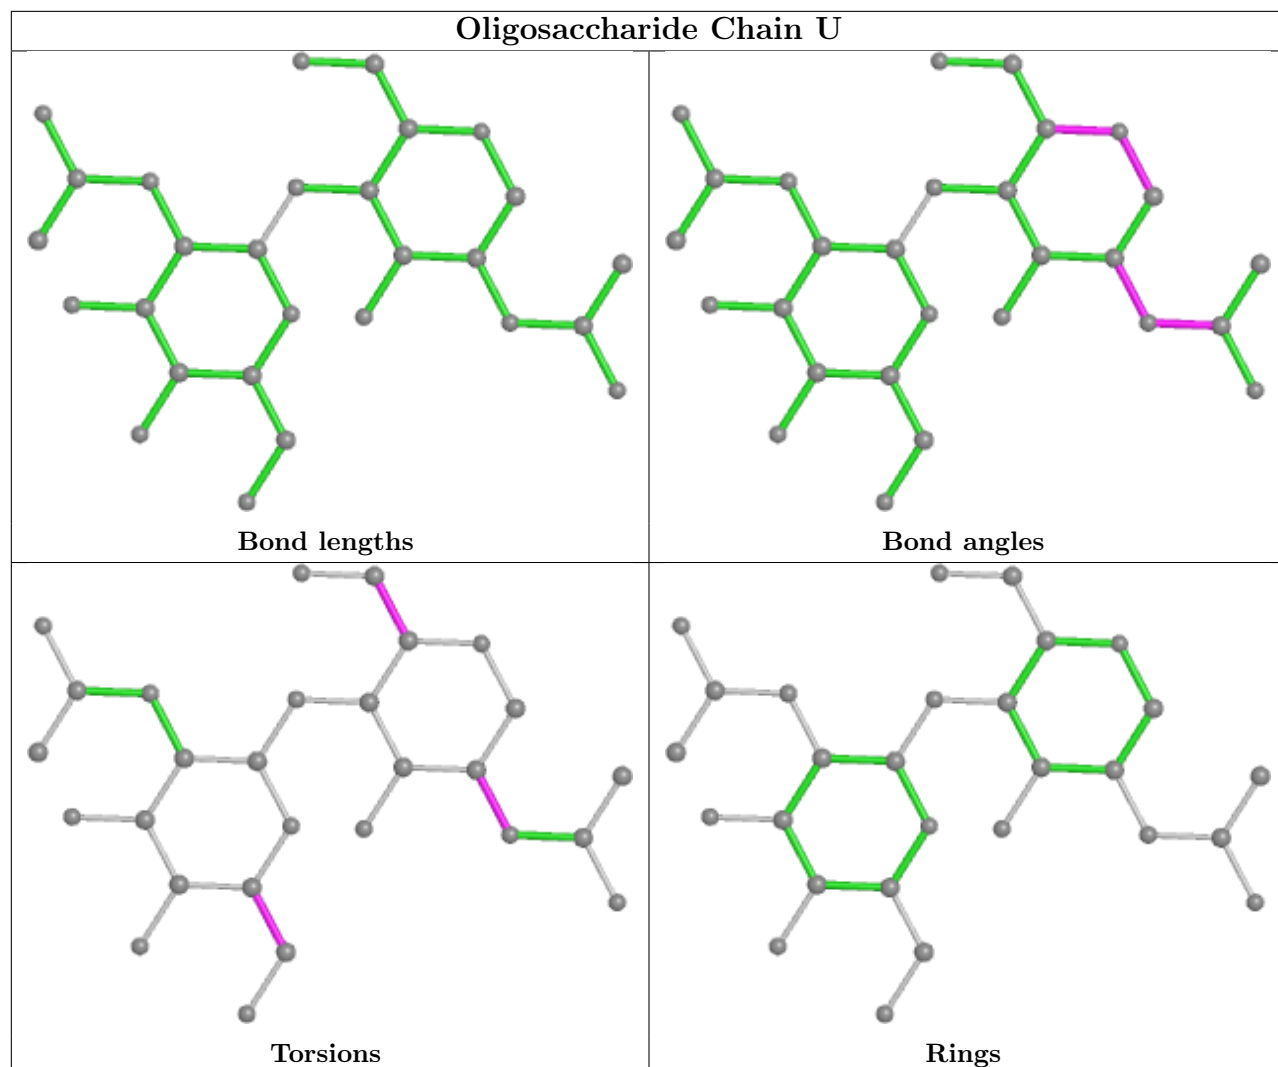 Oligosaccharide Chain U
Bond lengths
Bond angles
Torsions
Rings